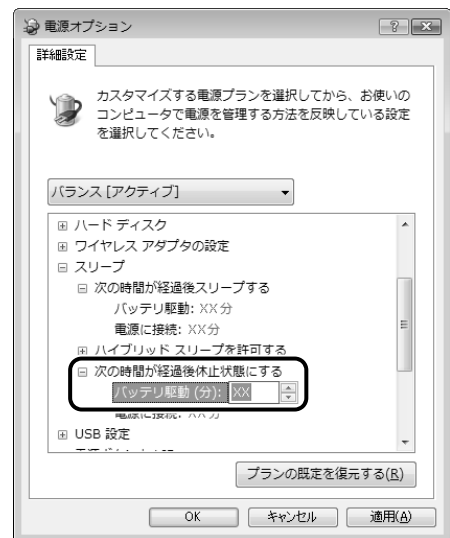 電源オプション
詳細設定
カスタマイズする電源プランを選択してから、お使いの
コンピュータで電源を管理する方法を反映している設定
を選択してください。
バランス [アクティブ]
ハード ディスク
ワイヤレス アダプタの設定
スリープ
次の時間が経過後スリープする
バッテリ駆動: XX分
電源に接続: XX分
ハイブリッド スリープを許可する
次の時間が経過後休止状態にする
バッテリ駆動 (分): XX
電源に接続: XX分
USB 設定
プランの既定を復元する(R)
OK キャンセル 適用(A)